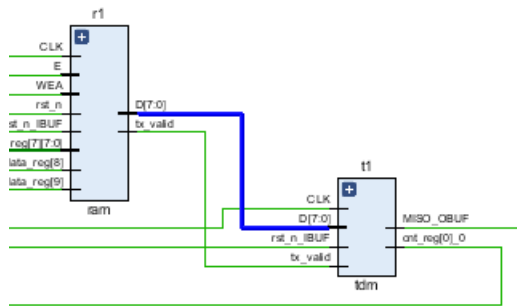 r1
CLK
E
WEA
rst_n
st_n_IBUF
reg[7][7:0]
lata_reg[8]
lata_reg[9]
D[7:0]
tx_valid
ram
t1
CLK
D[7:0]
rst_n_IBUF
tx_valid
MISO_OBUF
cnt_reg[0]_0
tdm